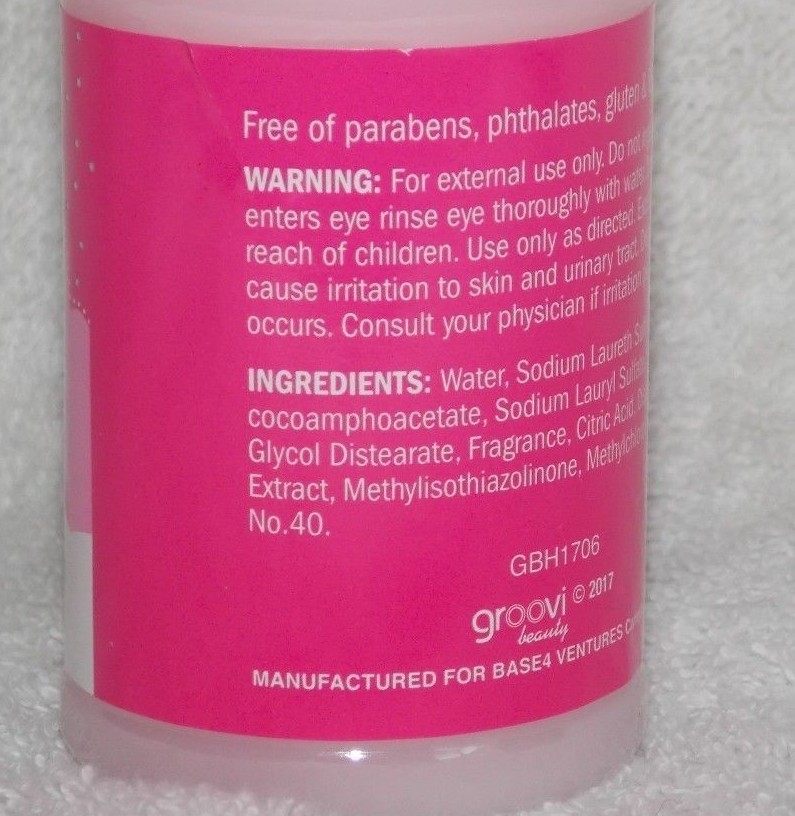 Free of parabens, phthalates, gluten &
WARNING: For external use only. Do not
enters eye rinse eye thoroughly with water
reach of children. Use only as directed.
cause irritation to skin and urinary tract.
occurs. Consult your physician if irritation
INGREDIENTS: Water, Sodium Laureth
cocoamphoacetate, Sodium Lauryl Sulfate
Glycol Distearate, Fragrance, Citric Acid,
Extract, Methylisothiazolinone,
No.40.
GBH1706
groovi © 2017
beauty
MANUFACTURED FOR BASE4 VENTURES